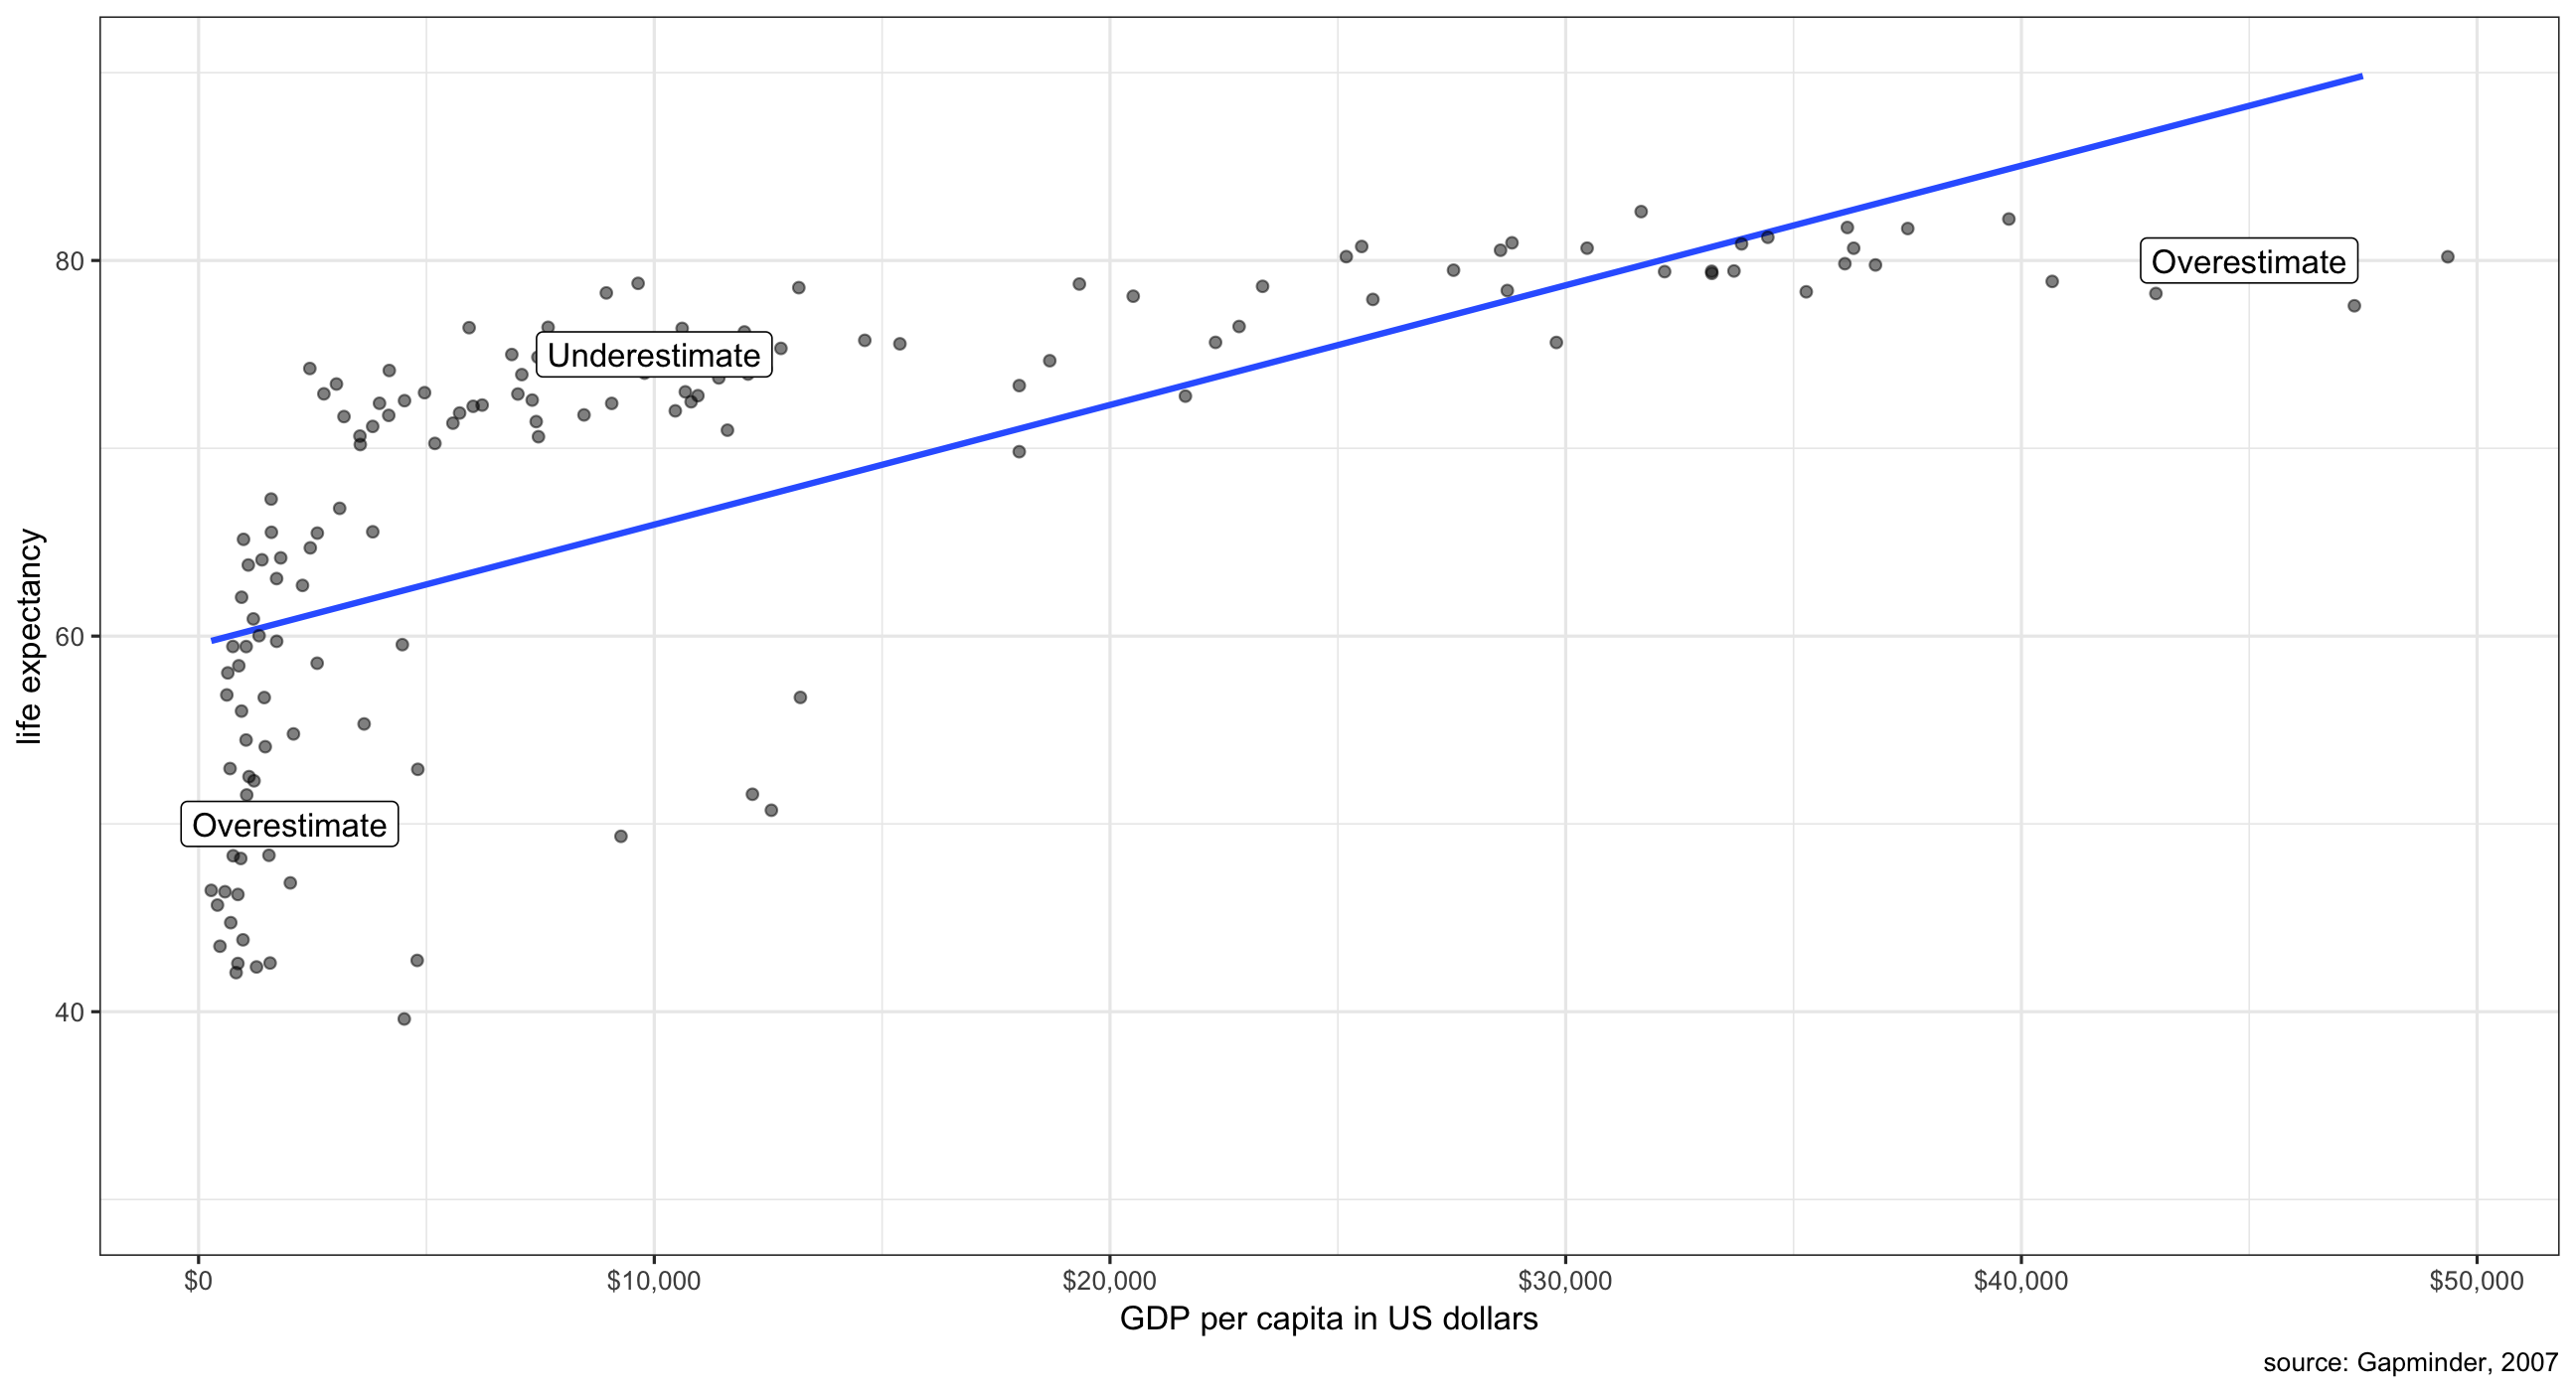 80
60
40
life expectancy
Overestimate
Underestimate
Overestimate
$0
$10,000
$20,000
$30,000
$40,000
$50,000
GDP per capita in US dollars
source: Gapminder, 2007